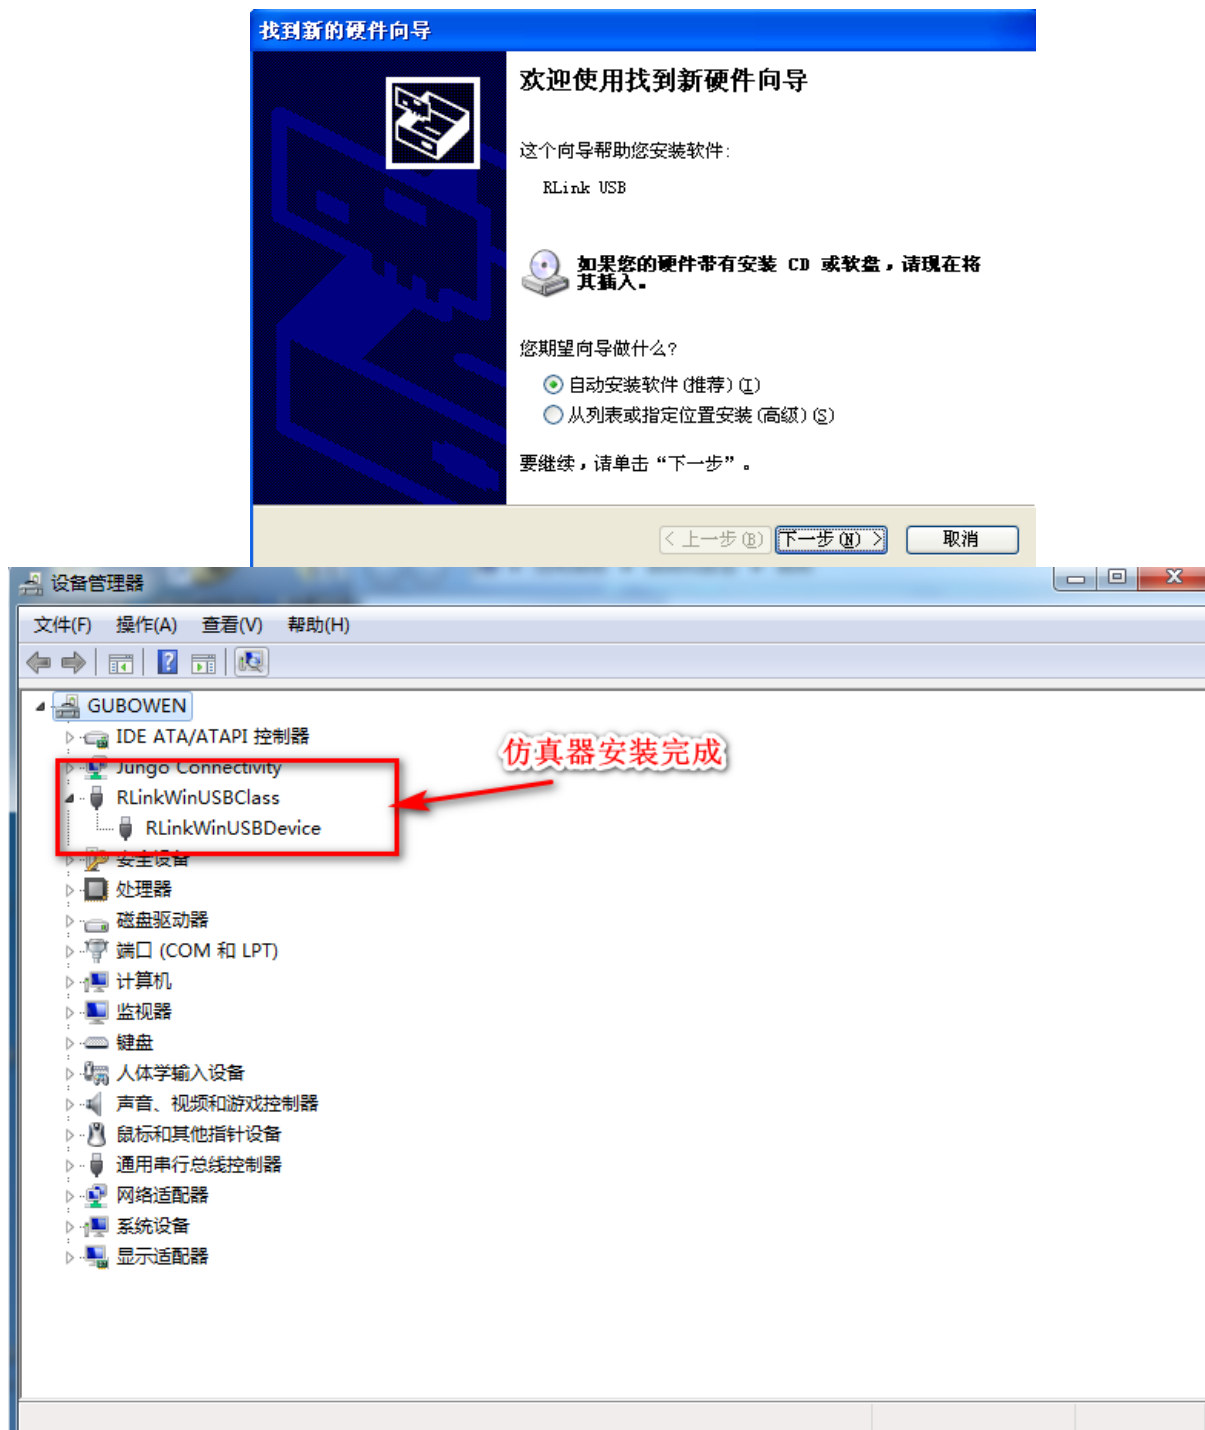 找到新的硬件向导
欢迎使用找到新硬件向导
这个向导帮助您安装软件:
RLink USB
如果您的硬件带有安装 CD 或软盘，请现在将
其插入。
您期望向导做什么?
自动安装软件(推荐)(I)
从列表或指定位置安装(高级)(S)
要继续，请单击“下一步”。
< 上一步(B)
下一步(N) >
取消
设备管理器
文件(F) 操作(A) 查看(V) 帮助(H)
GUBOWEN
IDE ATA/ATAPI 控制器
仿真器安装完成
Jungo Connectivity
RLinkWinUSBClass
RLinkWinUSBDevice
安全设备
处理器
磁盘驱动器
端口 (COM 和 LPT)
计算机
监视器
键盘
人体学输入设备
声音、视频和游戏控制器
鼠标和其他指针设备
通用串行总线控制器
网络适配器
系统设备
显示适配器